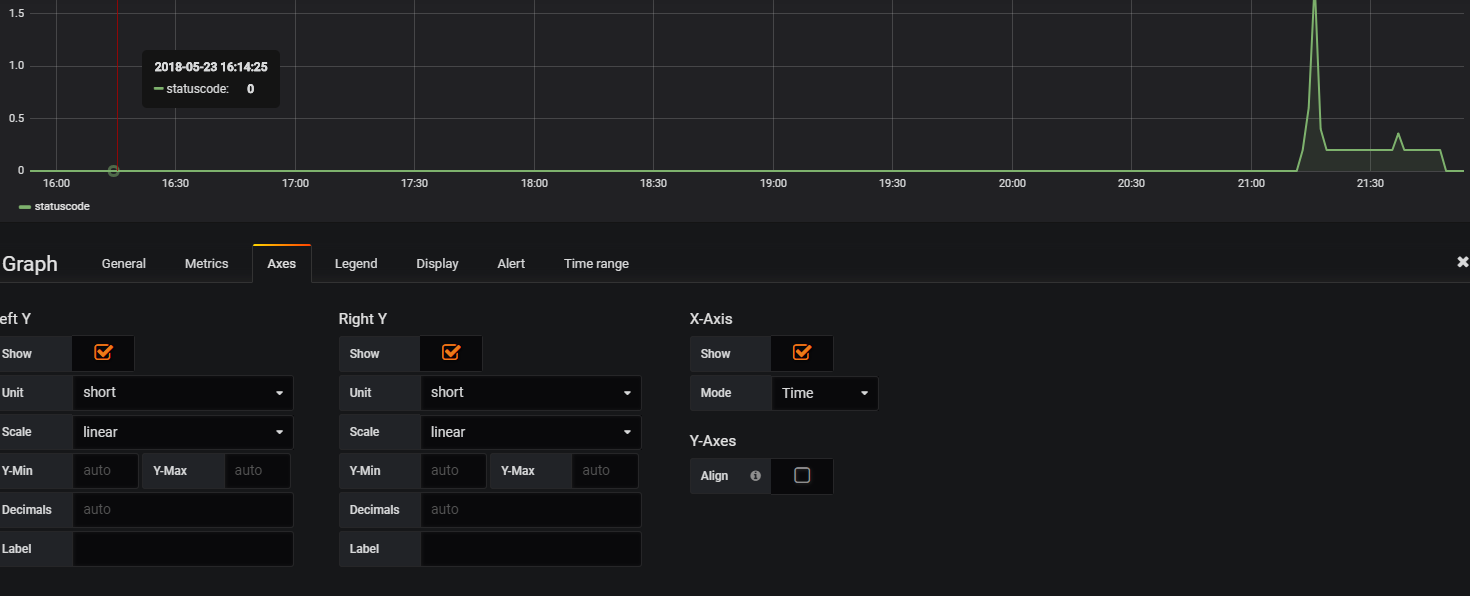 1.5
1.0
2018-05-23 16:14:25
statuscode: 0
0.5
0
16:00 16:30 17:00 17:30 18:00 18:30 19:00 19:30 20:00 20:30 21:00 21:30
statuscode
Graph General Metrics Axes Legend Display Alert Time range
eft Y Right Y X-Axis
Show Show Show
Unit short Unit short Mode Time
Scale linear Scale linear Y-Axes
Y-Min auto Y-Max auto Y-Min auto Y-Max auto Align
Decimals auto Decimals auto
Label Label